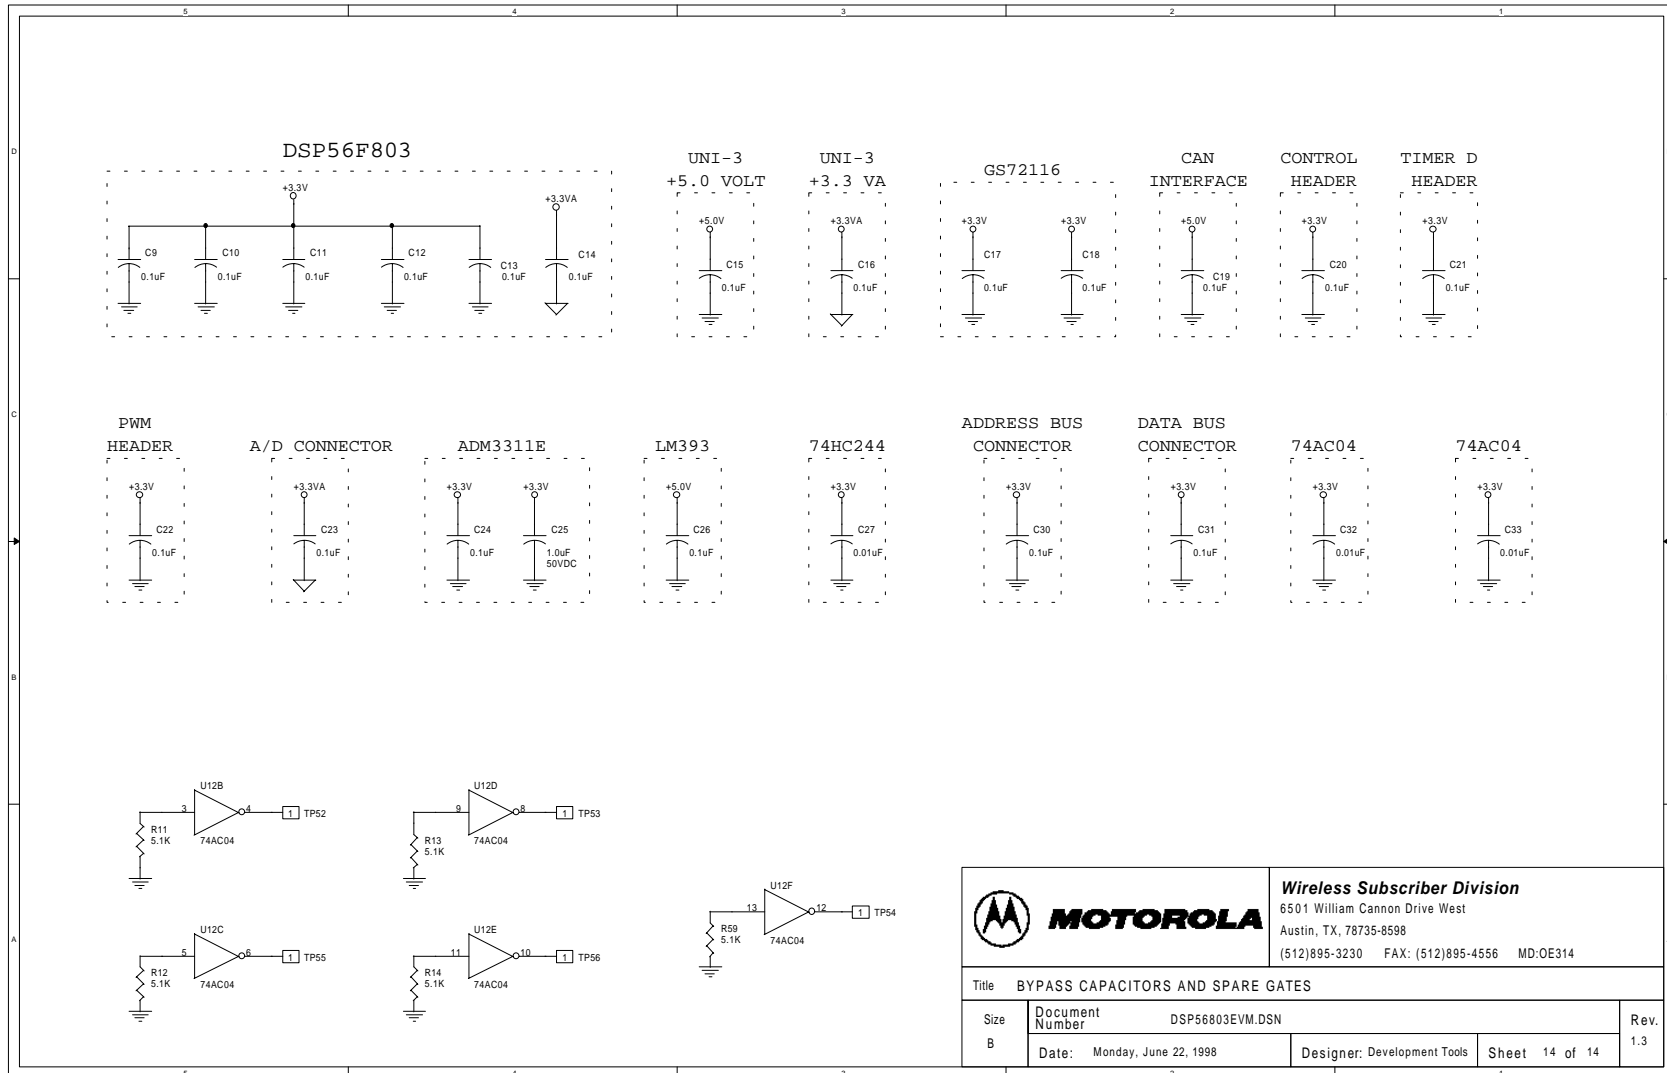 5 4 3 2 1
D
C
B
A
DSP56F803
+3.3V
+3.3VA
C9
0.1uF
C10
0.1uF
C11
0.1uF
C12
0.1uF
C13
0.1uF
C14
0.1uF
UNI-3
+5.0 VOLT
+5.0V
C15
0.1uF
UNI-3
+3.3 VA
+3.3VA
C16
0.1uF
GS72116
+3.3V
C17
0.1uF
+3.3V
C18
0.1uF
CAN
INTERFACE
+5.0V
C19
0.1uF
CONTROL
HEADER
+3.3V
C20
0.1uF
TIMER D
HEADER
+3.3V
C21
0.1uF
PWM
HEADER
+3.3V
C22
0.1uF
A/D CONNECTOR
+3.3VA
C23
0.1uF
ADM3311E
+3.3V
C24
0.1uF
+3.3V
C25
1.0uF
50VDC
LM393
+5.0V
C26
0.1uF
74HC244
+3.3V
C27
0.01uF
ADDRESS BUS
CONNECTOR
+3.3V
C30
0.1uF
DATA BUS
CONNECTOR
+3.3V
C31
0.1uF
74AC04
+3.3V
C32
0.01uF
74AC04
+3.3V
C33
0.01uF
U12B
3 4 1 TP52
R11
5.1K
74AC04
U12D
9 8 1 TP53
R13
5.1K
74AC04
U12F
13 12 1 TP54
R59
5.1K
74AC04
U12C
5 6 1 TP55
R12
5.1K
74AC04
U12E
11 10 1 TP56
R14
5.1K
74AC04
MOTOROLA
Wireless Subscriber Division
6501 William Cannon Drive West
Austin, TX, 78735-8598
(512)895-3230 FAX: (512)895-4556 MD:OE314
Title BYPASS CAPACITORS AND SPARE GATES
Size
B
Document
Number DSP56803EVM.DSN
Rev.
1.3
Date: Monday, June 22, 1998
Designer: Development Tools
Sheet 14 of 14
5 4 3 2 1